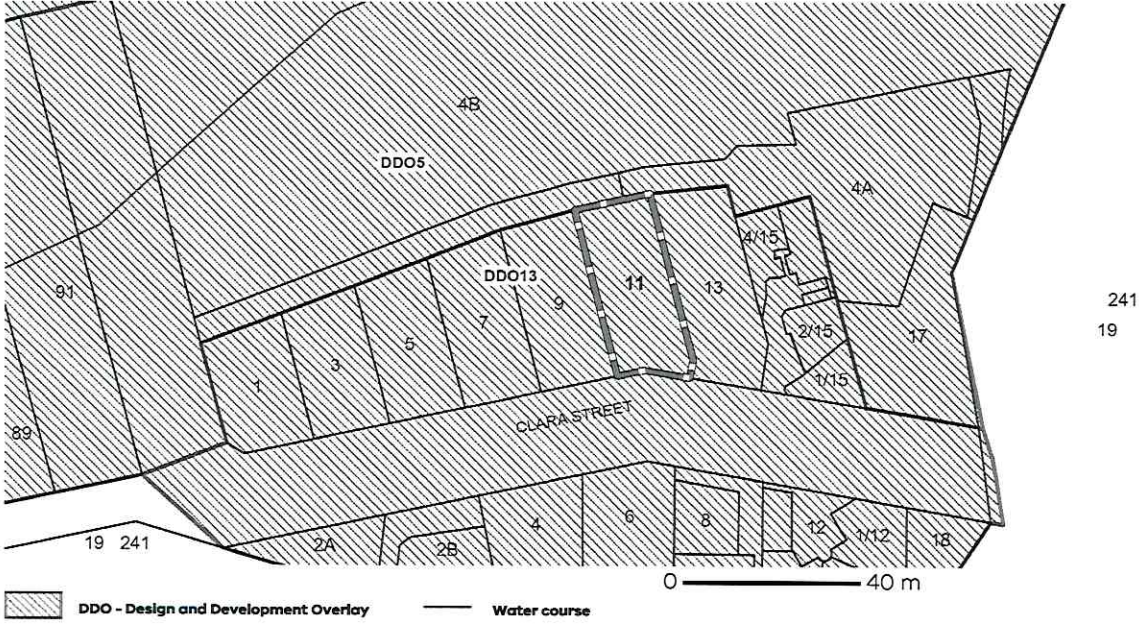 4B
DDO5
4A
4/15
DDO13
11
13
91
9
241
7
2/15
17
19
5
3
1/15
1
CLARA STREET
89
4
6
8
12
1/12
18
19 241
2A
2B
0 40 m
DDO - Design and Development Overlay Water course